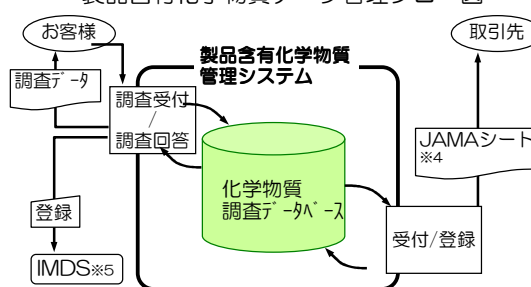 製品含有化学物質データ管理フロー図
お客様
取引先
製品含有化学物質
管理システム
調査ﾃﾞｰﾀ
調査受付
/
調査回答
JAMAシート
※4
化学物質
調査ﾃﾞｰﾀﾍﾞｰｽ
登録
受付/登録
IMDS※5